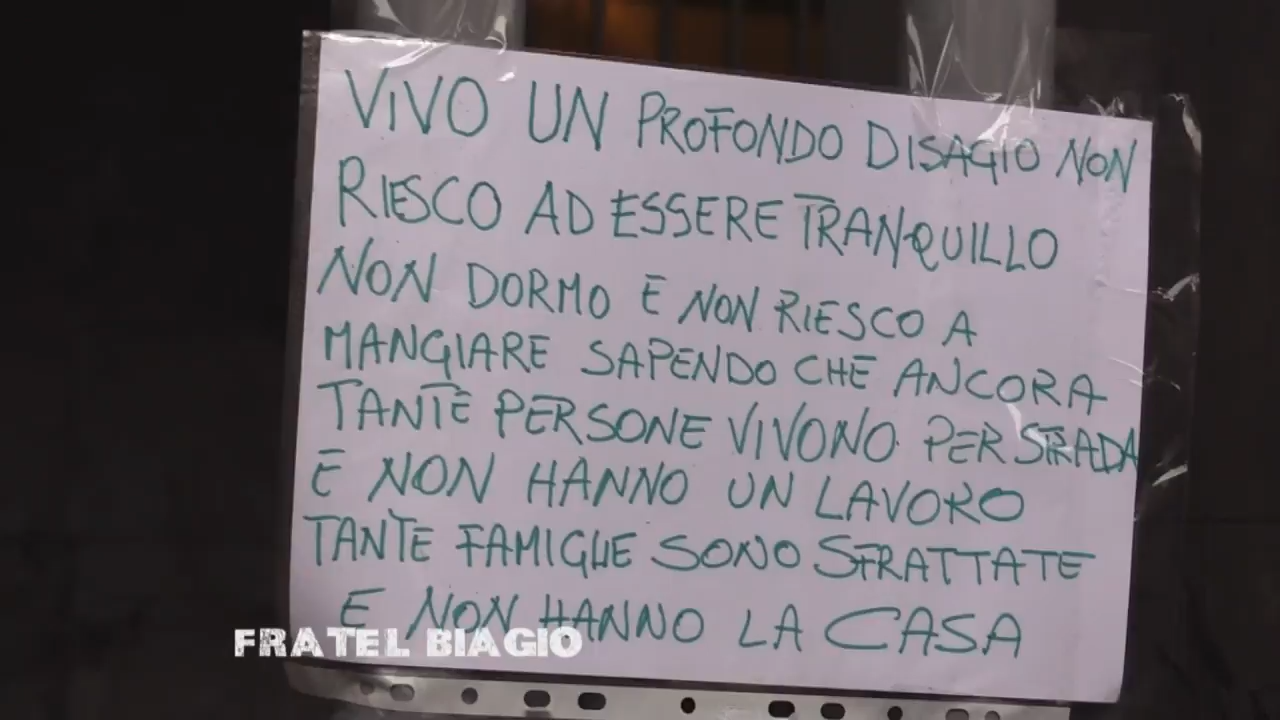 VIVO UN PROFONDO DISAGIO NON
RIESCO AD ESSERE TRANQUILLO
NON DORMO E NON RIESCO A
MANGIARE SAPENDO CHE ANCORA
TANTE PERSONE VIVONO PER STRADA
E NON HANNO UN LAVORO
TANTE FAMIGLIE SONO SFRATTATE
E NON HANNO LA CASA
FRATEL BIAGIO